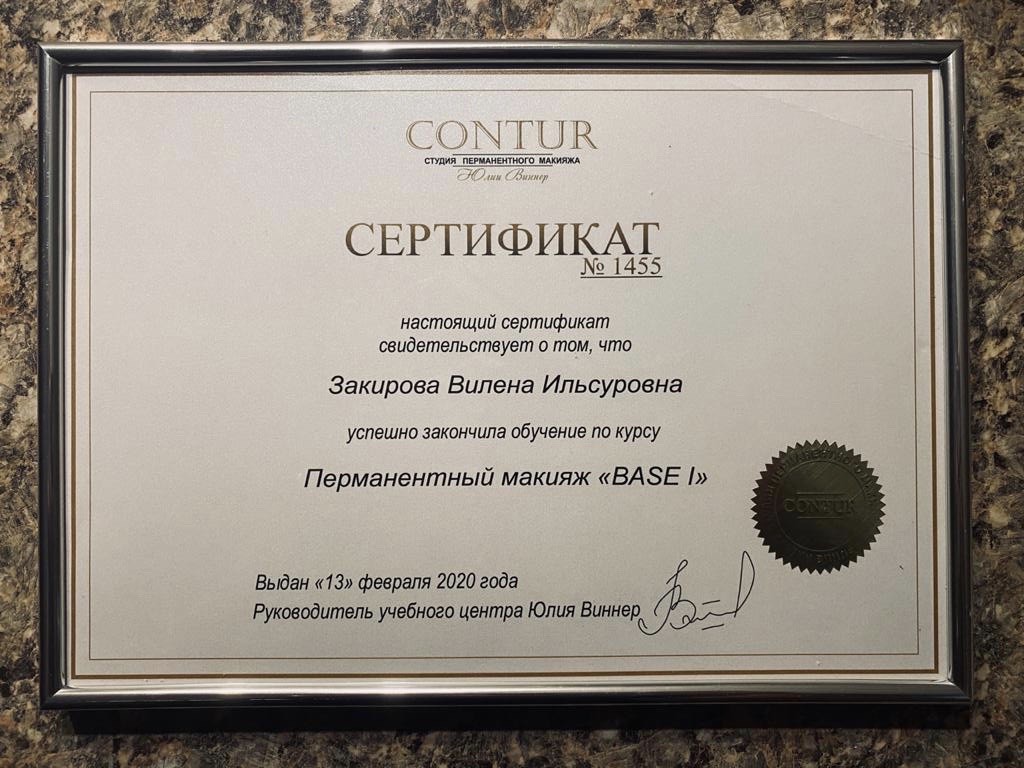 CONTUR
СТУДИЯ ПЕРМАНЕНТНОГО МАКИЯЖА
Юлии Виннер
СЕРТИФИКАТ
№ 1455
настоящий сертификат
свидетельствует о том, что
Закирова Вилена Ильсуровна
успешно закончила обучение по курсу
Перманентный макияж «BASE I»
CONTUR
Выдан «13» февраля 2020 года
Руководитель учебного центра Юлия Виннер